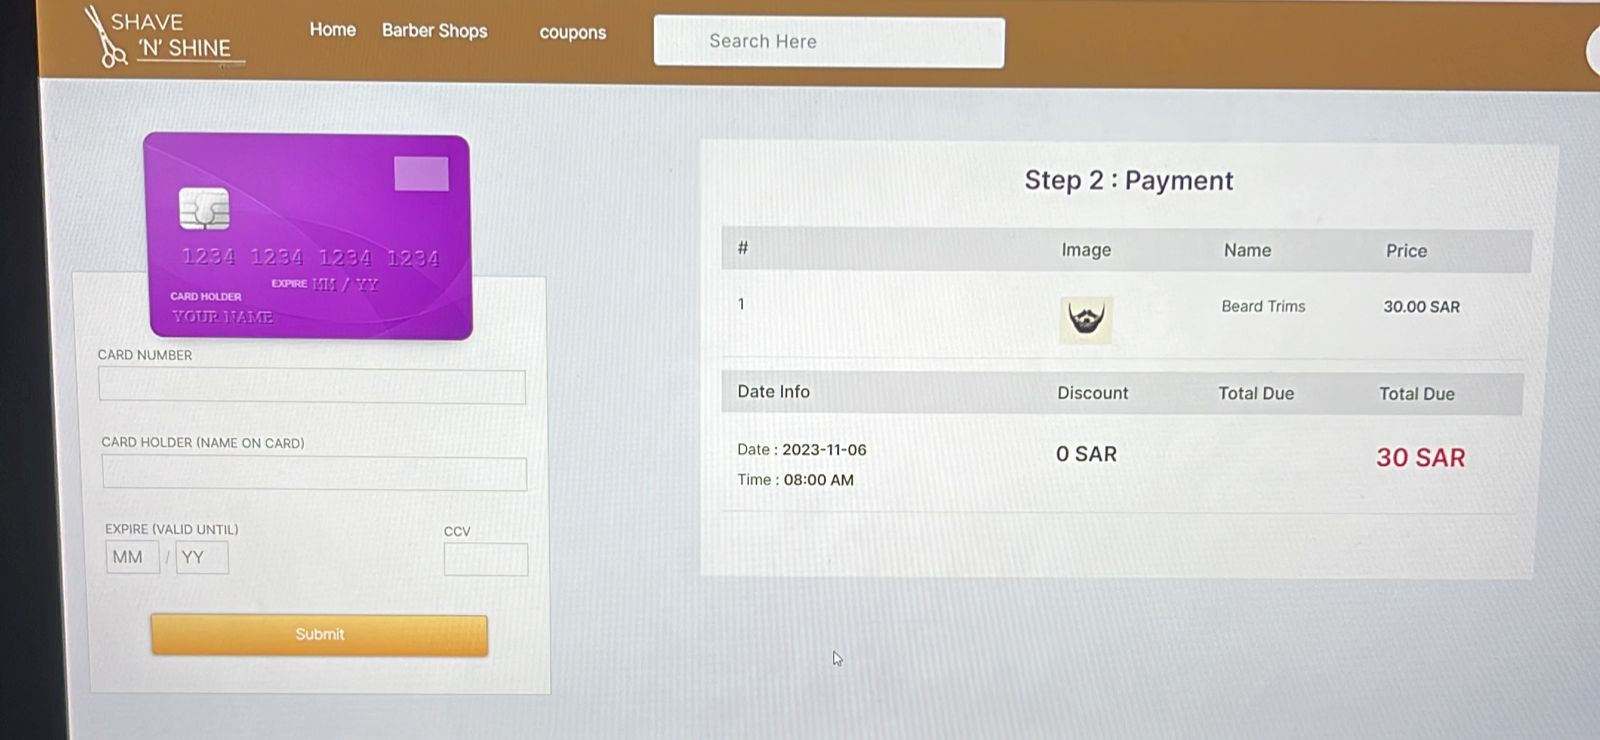 SHAVE
'N' SHINE
Home Barber Shops coupons
Search Here
1234 1234 1234 1234
EXPIRE MM / YY
CARD HOLDER
YOUR NAME
CARD NUMBER
CARD HOLDER (NAME ON CARD)
EXPIRE (VALID UNTIL) CCV
MM / YY
Submit
Step 2 : Payment
# Image Name Price
1 Beard Trims 30.00 SAR
Date Info Discount Total Due Total Due
Date : 2023-11-06 0 SAR 30 SAR
Time : 08:00 AM